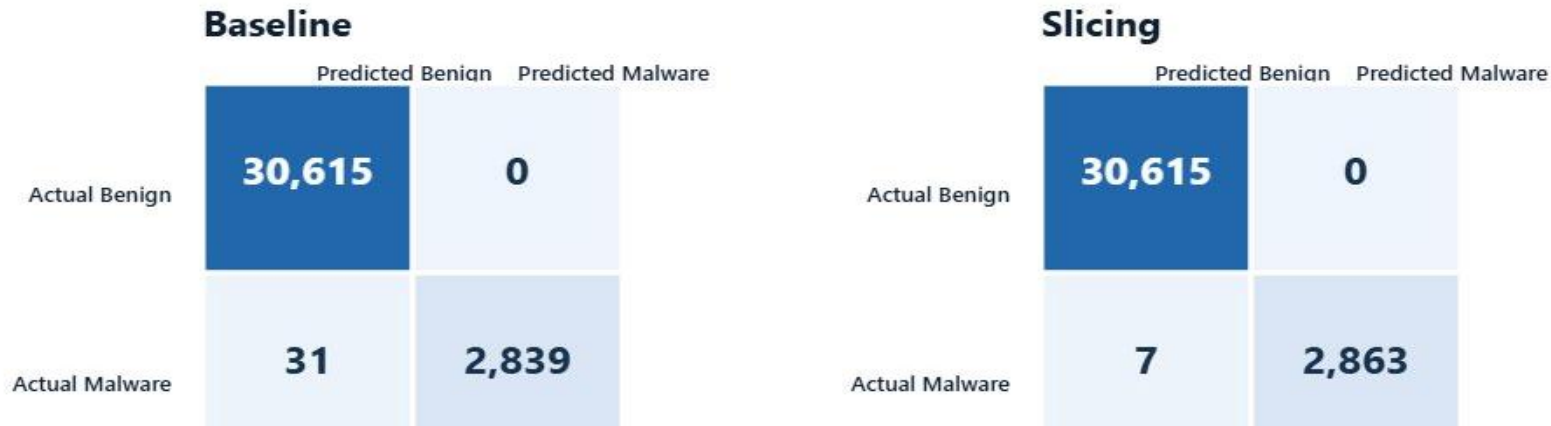 Baseline
Predicted Benign Predicted Malware
Actual Benign
30,615 0
Actual Malware
31 2,839
Slicing
Predicted Benign Predicted Malware
Actual Benign
30,615 0
Actual Malware
7 2,863